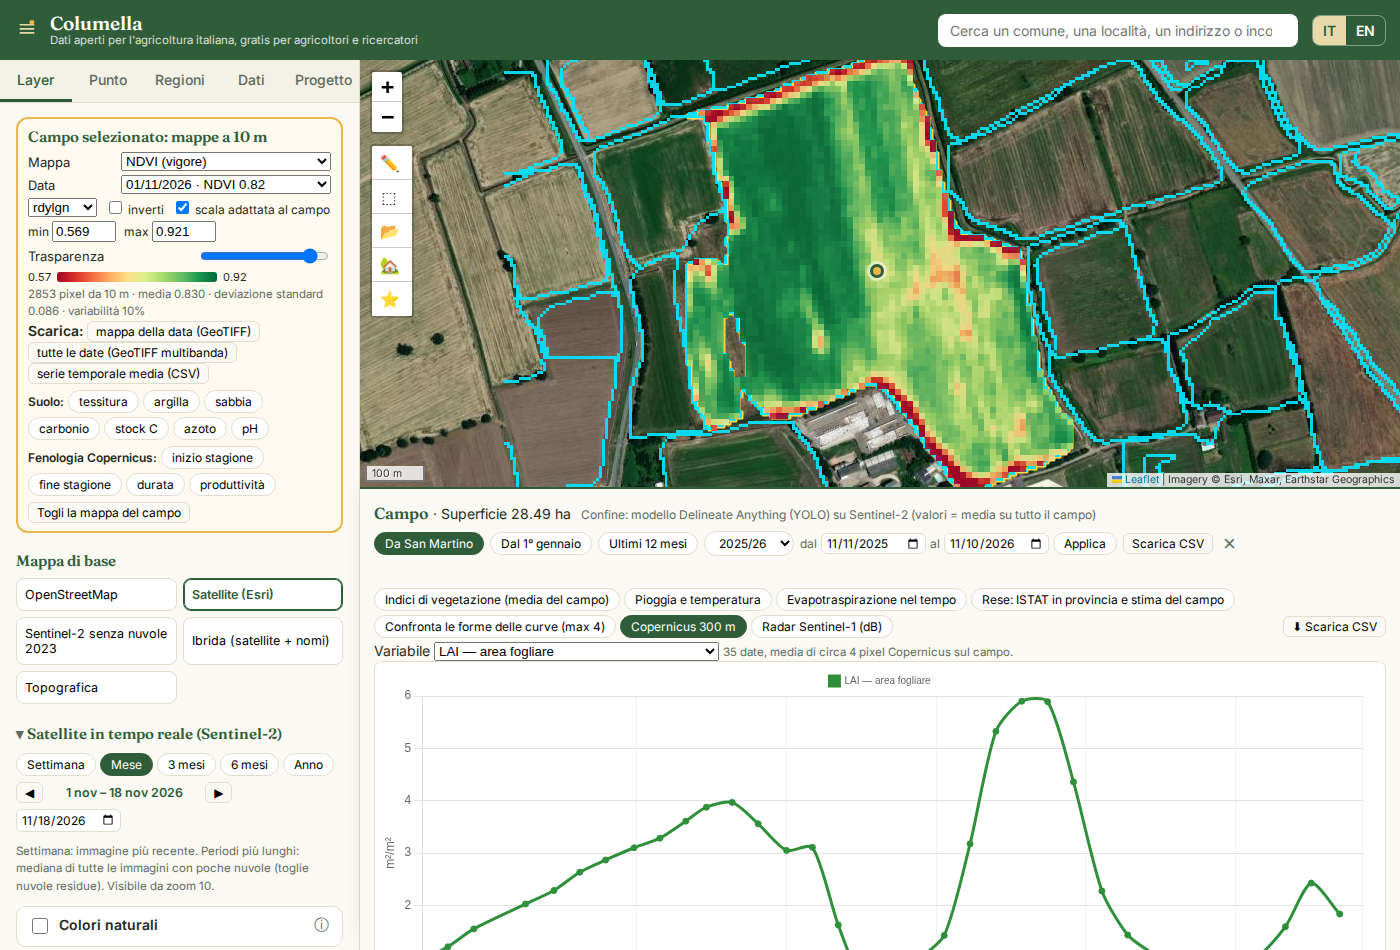 Columella
Dati aperti per l'agricoltura italiana, gratis per agricoltori e ricercatori
Cerca un comune, una località, un indirizzo o inco
IT EN
Layer Punto Regioni Dati Progetto
Campo selezionato: mappe a 10 m
Mappa NDVI (vigore)
Data 01/11/2026 · NDVI 0.82
rdylgn inverti scala adattata al campo
min 0.569 max 0.921
Trasparenza
0.57 0.92
2853 pixel da 10 m · media 0.830 · deviazione standard
0.086 · variabilità 10%
Scarica: mappa della data (GeoTIFF)
tutte le date (GeoTIFF multibanda)
serie temporale media (CSV)
Suolo: tessitura argilla sabbia
carbonio stock C azoto pH
Fenologia Copernicus: inizio stagione
fine stagione durata produttività
Togli la mappa del campo
Mappa di base
OpenStreetMap Satellite (Esri)
Sentinel-2 senza nuvole
2023
Ibrida (satellite + nomi)
Topografica
▼ Satellite in tempo reale (Sentinel-2)
Settimana Mese 3 mesi 6 mesi Anno
◀ 1 nov – 18 nov 2026 ▶
11/18/2026
Settimana: immagine più recente. Periodi più lunghi:
mediana di tutte le immagini con poche nuvole (toglie
nuvole residue). Visibile da zoom 10.
Colori naturali ⓘ
+
−
100 m
Leaflet | Imagery © Esri, Maxar, Earthstar Geographics
Campo · Superficie 28.49 ha Confine: modello Delineate Anything (YOLO) su Sentinel-2 (valori = media su tutto il campo)
Da San Martino Dal 1° gennaio Ultimi 12 mesi 2025/26 dal 11/11/2025 al 11/10/2026 Applica Scarica CSV ✕
Indici di vegetazione (media del campo) Pioggia e temperatura Evapotraspirazione nel tempo Rese: ISTAT in provincia e stima del campo
Confronta le forme delle curve (max 4) Copernicus 300 m Radar Sentinel-1 (dB) ⬇ Scarica CSV
Variabile LAI — area fogliare 35 date, media di circa 4 pixel Copernicus sul campo.
LAI — area fogliare
6
5
4
3
2
m²/m²